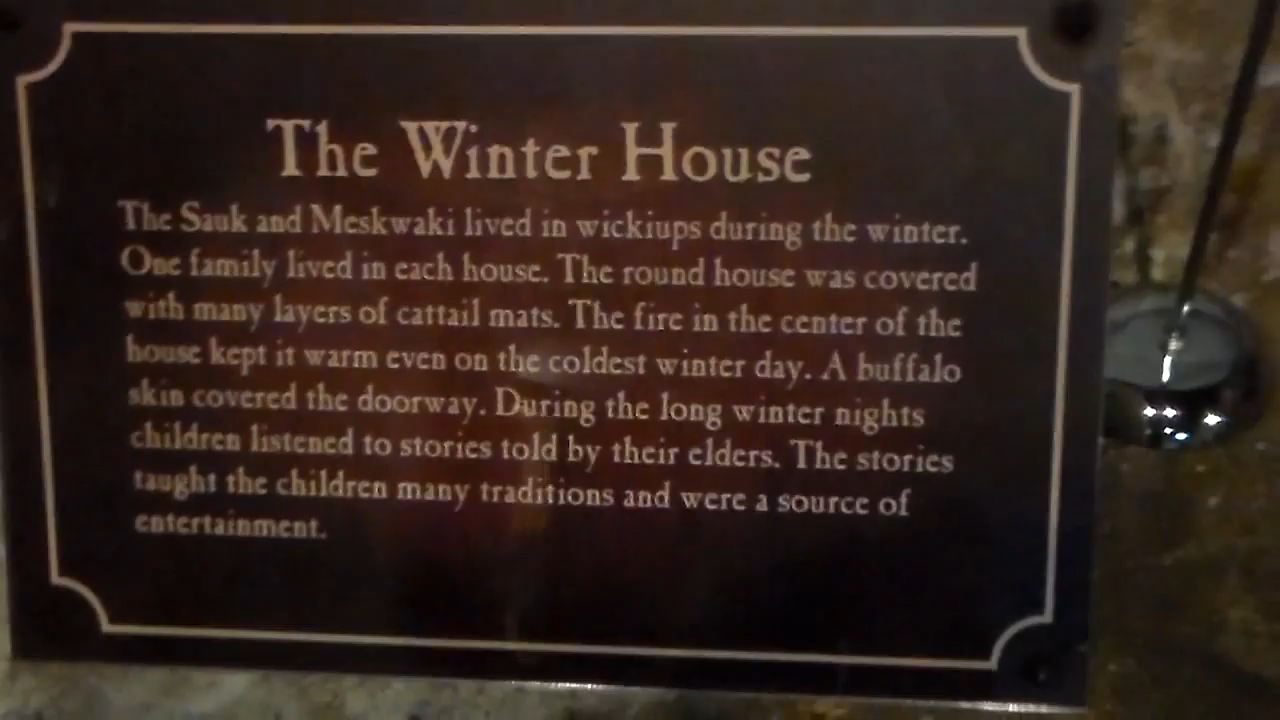 The Winter House
The Sauk and Meskwaki lived in wickiups during the winter.
One family lived in each house. The round house was covered
with many layers of cattail mats. The fire in the center of the
house kept it warm even on the coldest winter day. A buffalo
skin covered the doorway. During the long winter nights
children listened to stories told by their elders. The stories
taught the children many traditions and were a source of
entertainment.